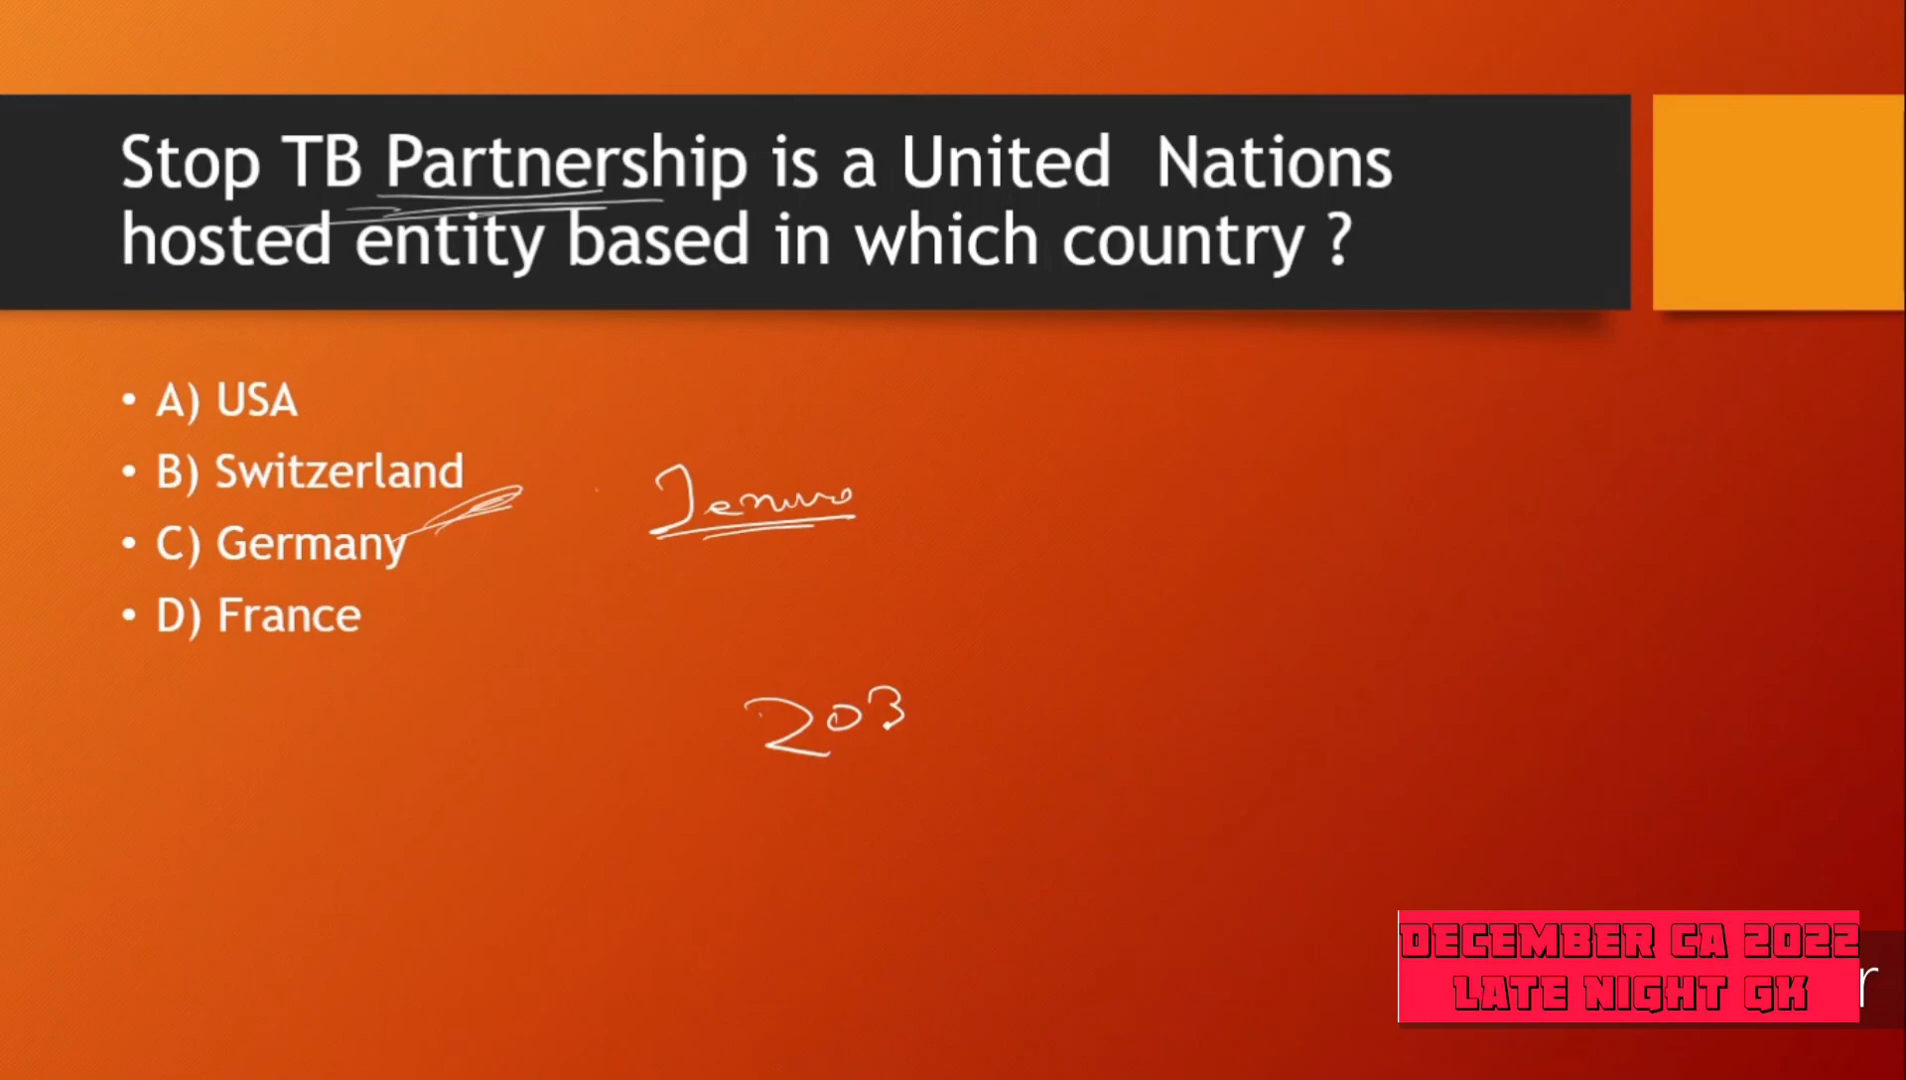 Stop TB Partnership is a United Nations
hosted entity based in which country ?
• A) USA
• B) Switzerland
• C) Germany
• D) France
203
DECEMBER CA 2022
LATE NIGHT GK
r